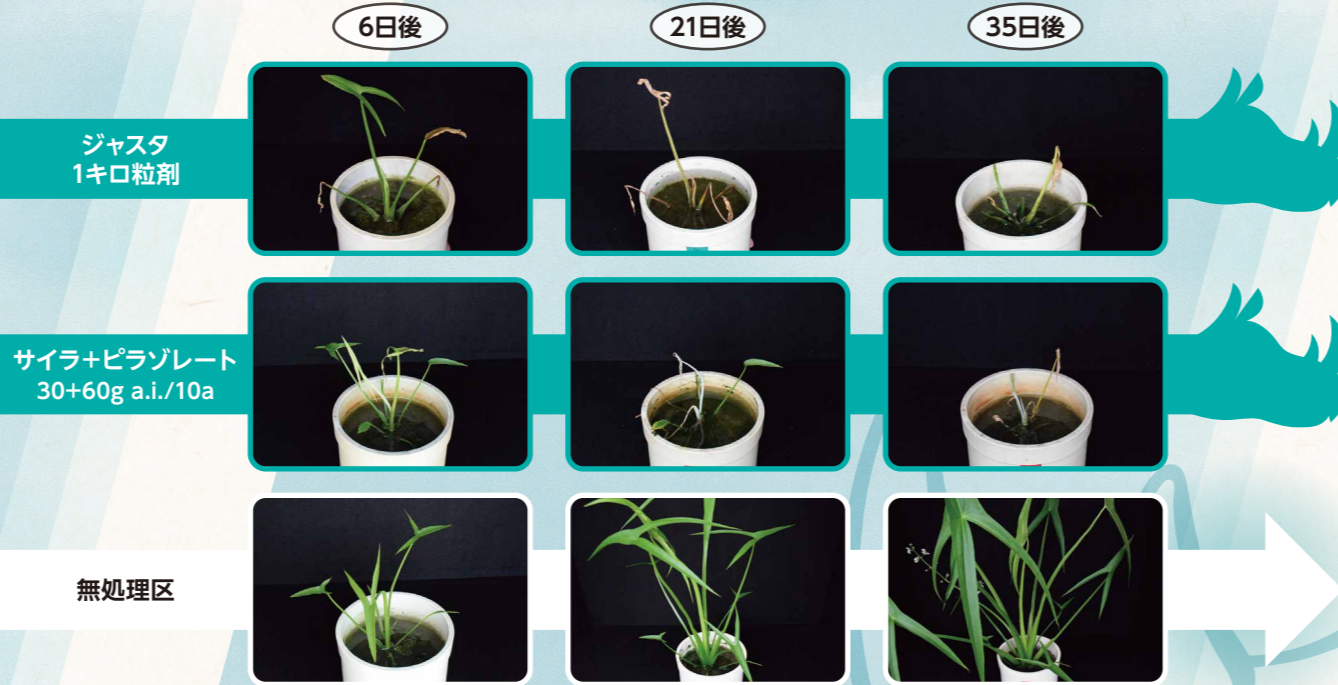 6日後
21日後
35日後
ジャスタ
1キロ粒剤
サイラ+ピラゾレート
30+60g a.i./10a
無処理区